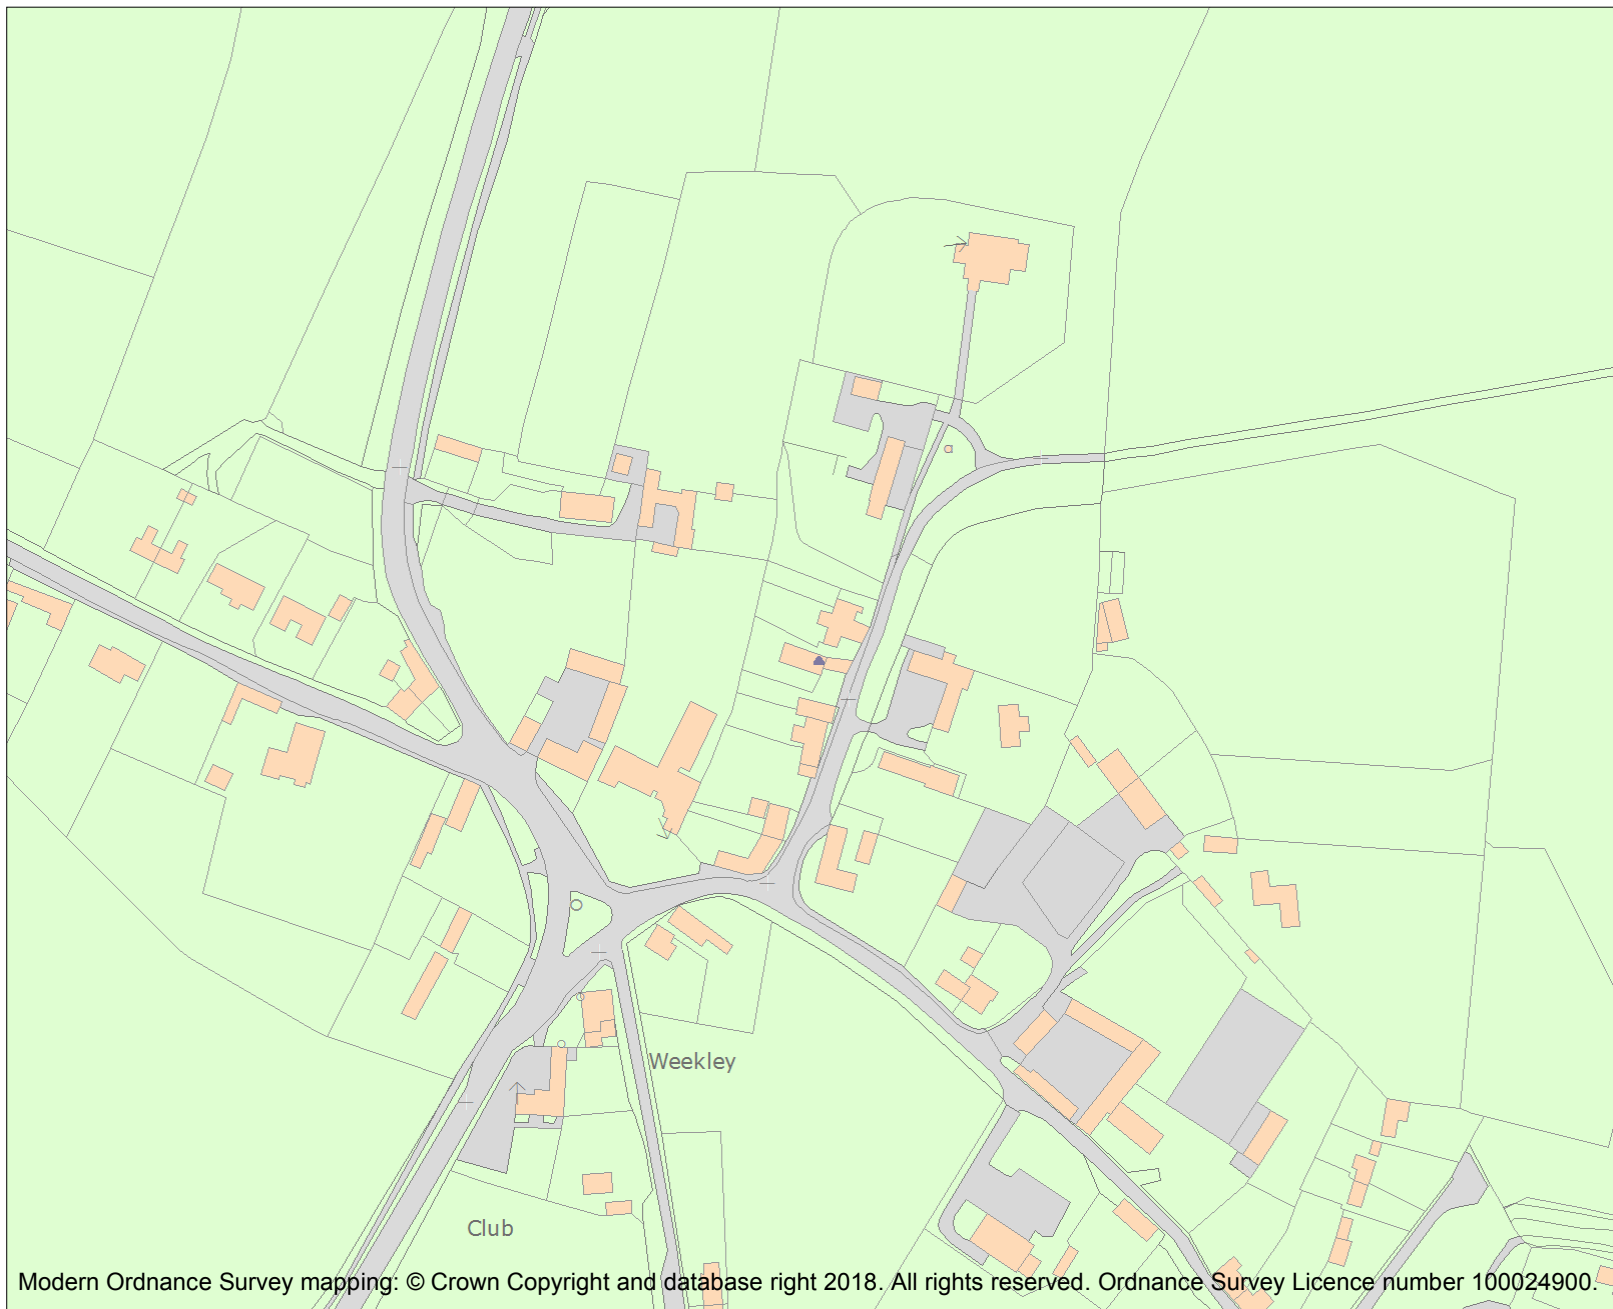 Weekley
Club
Modern Ordnance Survey mapping: © Crown Copyright and database right 2018. All rights reserved. Ordnance Survey Licence number 100024900.